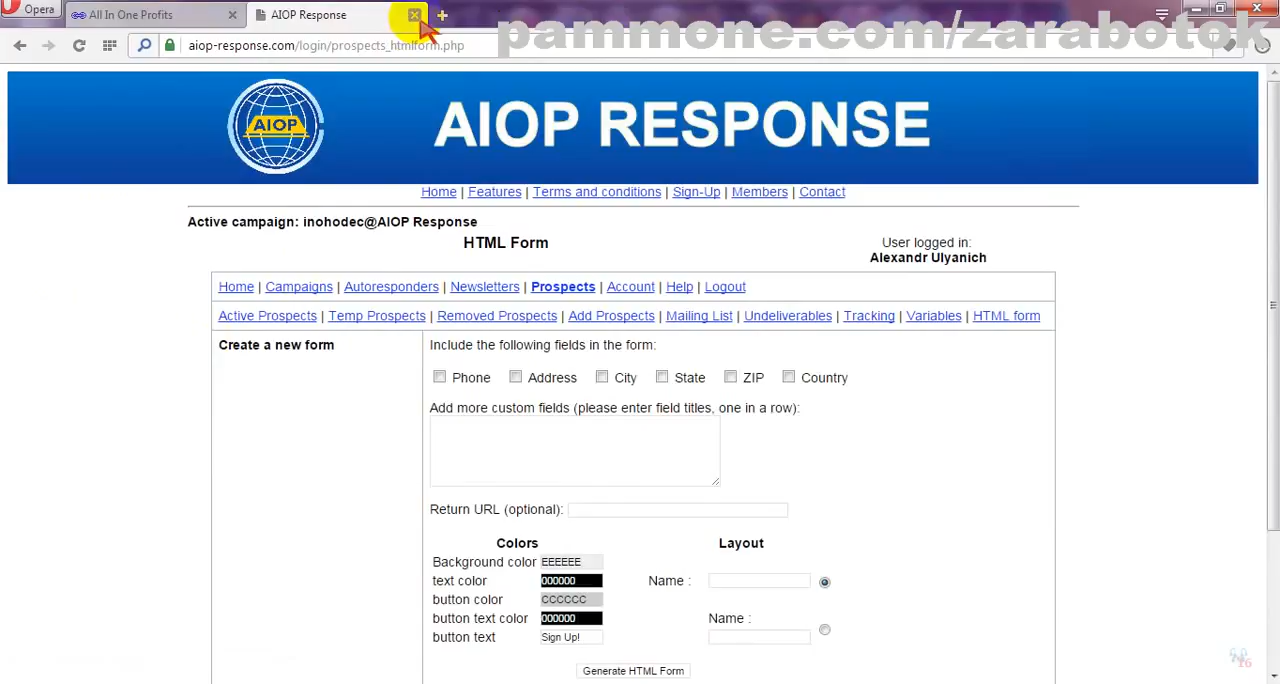 Opera
All In One Profits
AIOP Response
pammone.com/zarabotok
aiop-response.com/login/prospects_htmlform.php
AIOP
AIOP RESPONSE
Home | Features | Terms and conditions | Sign-Up | Members | Contact
Active campaign: inohodec@AIOP Response
HTML Form
User logged in:
Alexandr Ulyanich
Home | Campaigns | Autoresponders | Newsletters | Prospects | Account | Help | Logout
Active Prospects | Temp Prospects | Removed Prospects | Add Prospects | Mailing List | Undeliverables | Tracking | Variables | HTML form
Create a new form
Include the following fields in the form:
Phone Address City State ZIP Country
Add more custom fields (please enter field titles, one in a row):
Return URL (optional):
Colors
Layout
Background color EEEEEE
text color 000000
Name :
button color CCCCCC
button text color 000000
Name :
button text Sign Up!
Generate HTML Form